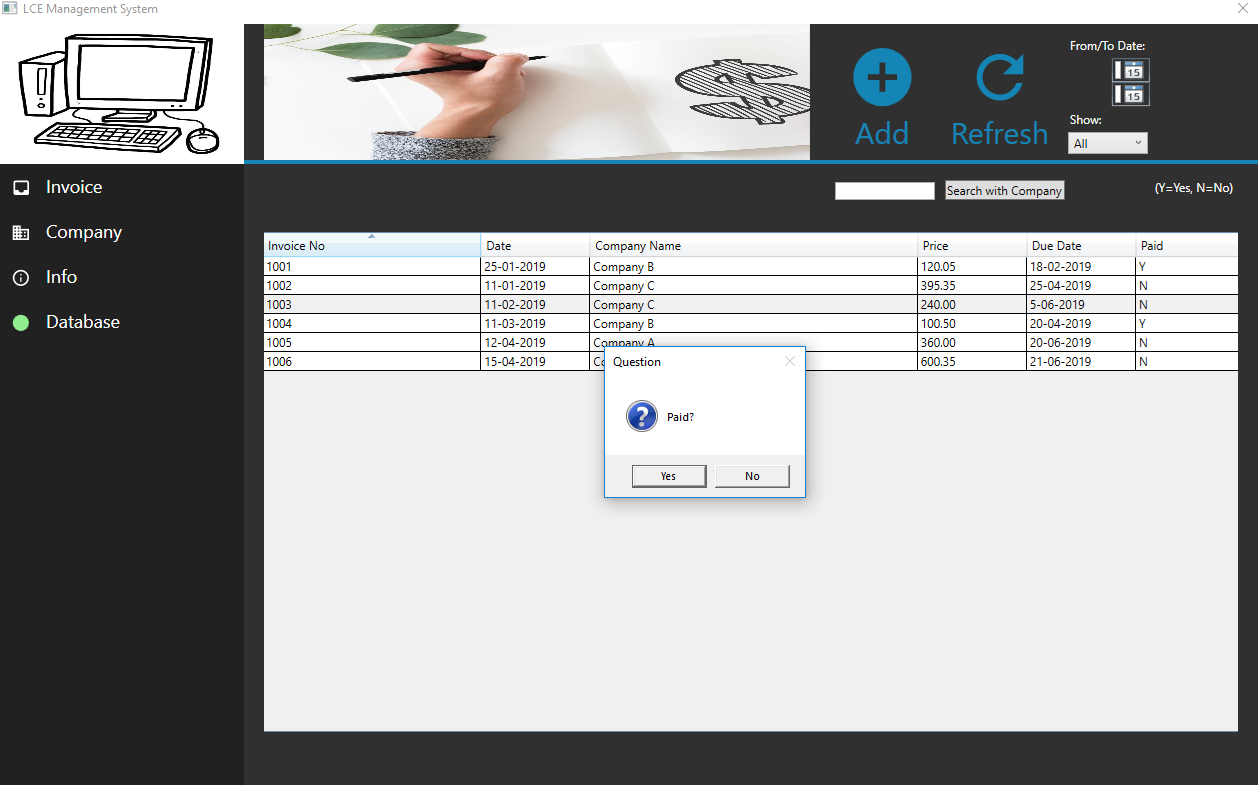 LCE Management System
From/To Date:
15
15
Add
Refresh
Show:
All
Invoice
Company
Info
Database
Search with Company
(Y=Yes, N=No)
Invoice No Date Company Name Price Due Date Paid
1001 25-01-2019 Company B 120.05 18-02-2019 Y
1002 11-01-2019 Company C 395.35 25-04-2019 N
1003 11-02-2019 Company C 240.00 5-06-2019 N
1004 11-03-2019 Company B 100.50 20-04-2019 Y
1005 12-04-2019 Company A 360.00 20-06-2019 N
1006 15-04-2019 600.35 21-06-2019 N
Question
Paid?
Yes No